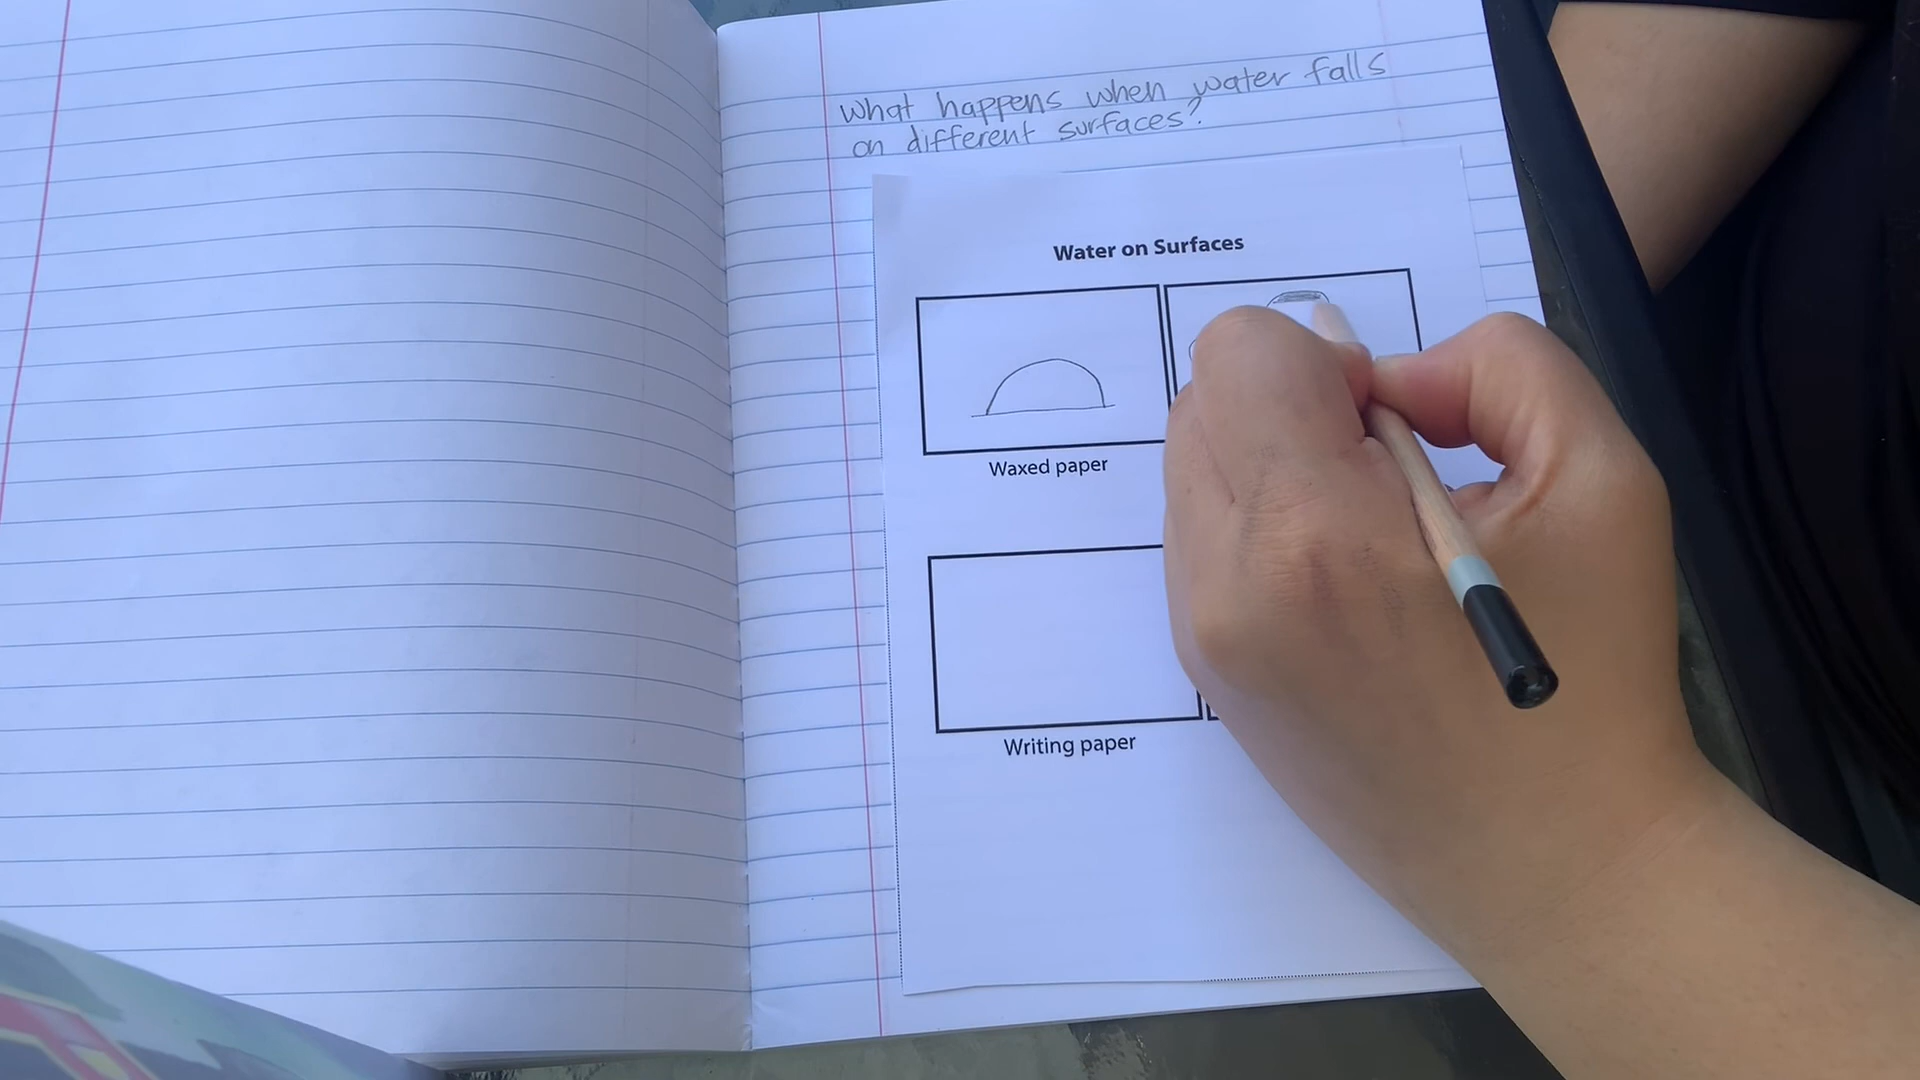 What happens when water falls
on different surfaces?
Water on Surfaces
Waxed paper
Writing paper